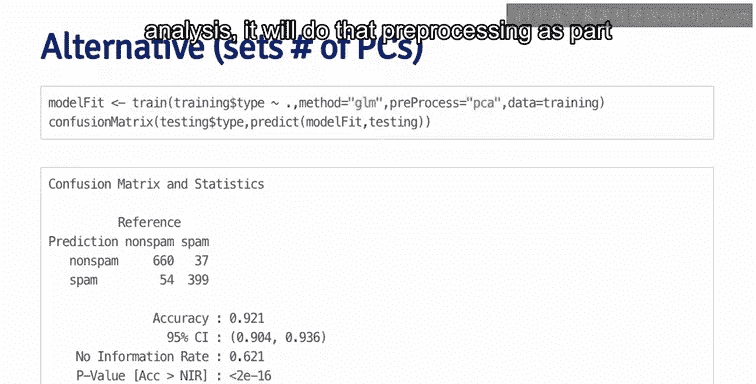 analysis, it will do that preprocessing as part
Alternative (sets # of PCs)
modelFit <- train(training$type ~ .,method="glm",preProcess="pca",data=training)
confusionMatrix(testing$type,predict(modelFit,testing))
Confusion Matrix and Statistics
Reference
Prediction nonspam spam
nonspam 660 37
spam 54 399
Accuracy : 0.921
95% CI : (0.904, 0.936)
No Information Rate : 0.621
P-Value [Acc > NIR] : <2e-16